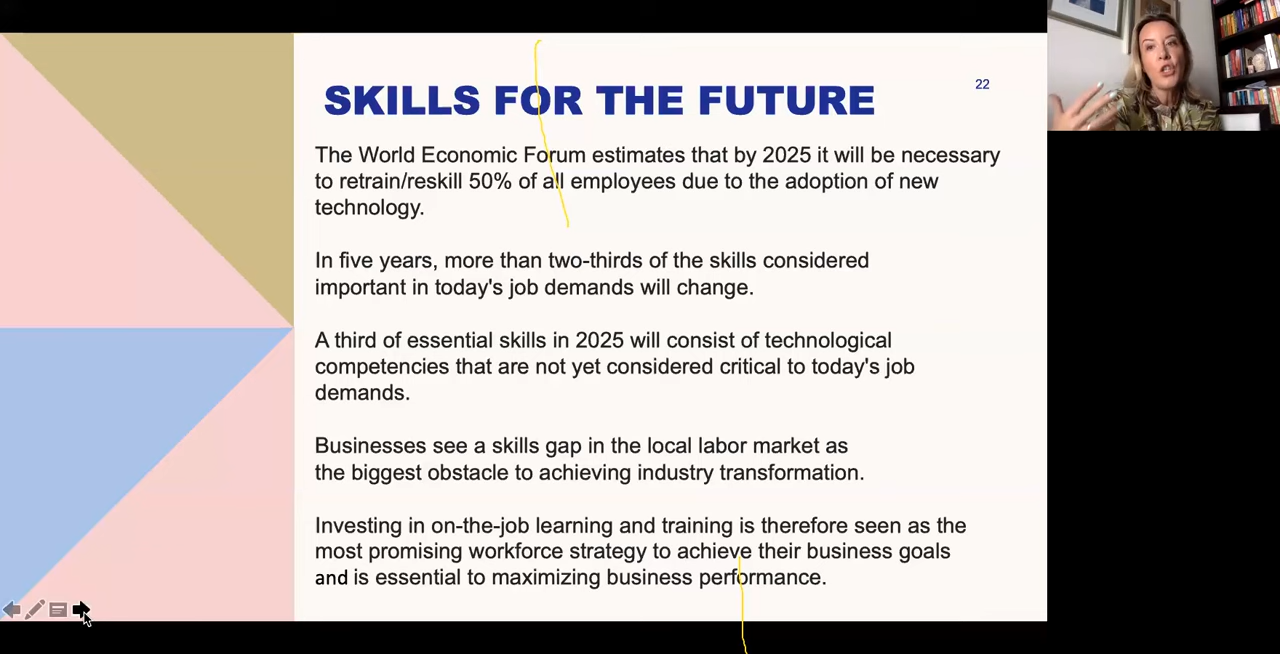 SKILLS FOR THE FUTURE
22
The World Economic Forum estimates that by 2025 it will be necessary
to retrain/reskill 50% of all employees due to the adoption of new
technology.
In five years, more than two-thirds of the skills considered
important in today's job demands will change.
A third of essential skills in 2025 will consist of technological
competencies that are not yet considered critical to today's job
demands.
Businesses see a skills gap in the local labor market as
the biggest obstacle to achieving industry transformation.
Investing in on-the-job learning and training is therefore seen as the
most promising workforce strategy to achieve their business goals
and is essential to maximizing business performance.